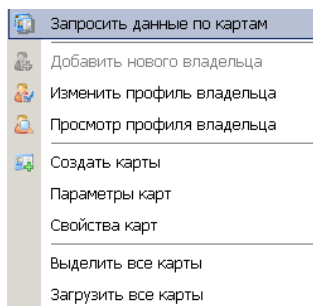 Запросить данные по картам
Добавить нового владельца
Изменить профиль владельца
Просмотр профиля владельца
Создать карты
Параметры карт
Свойства карт
Выделить все карты
Загрузить все карты